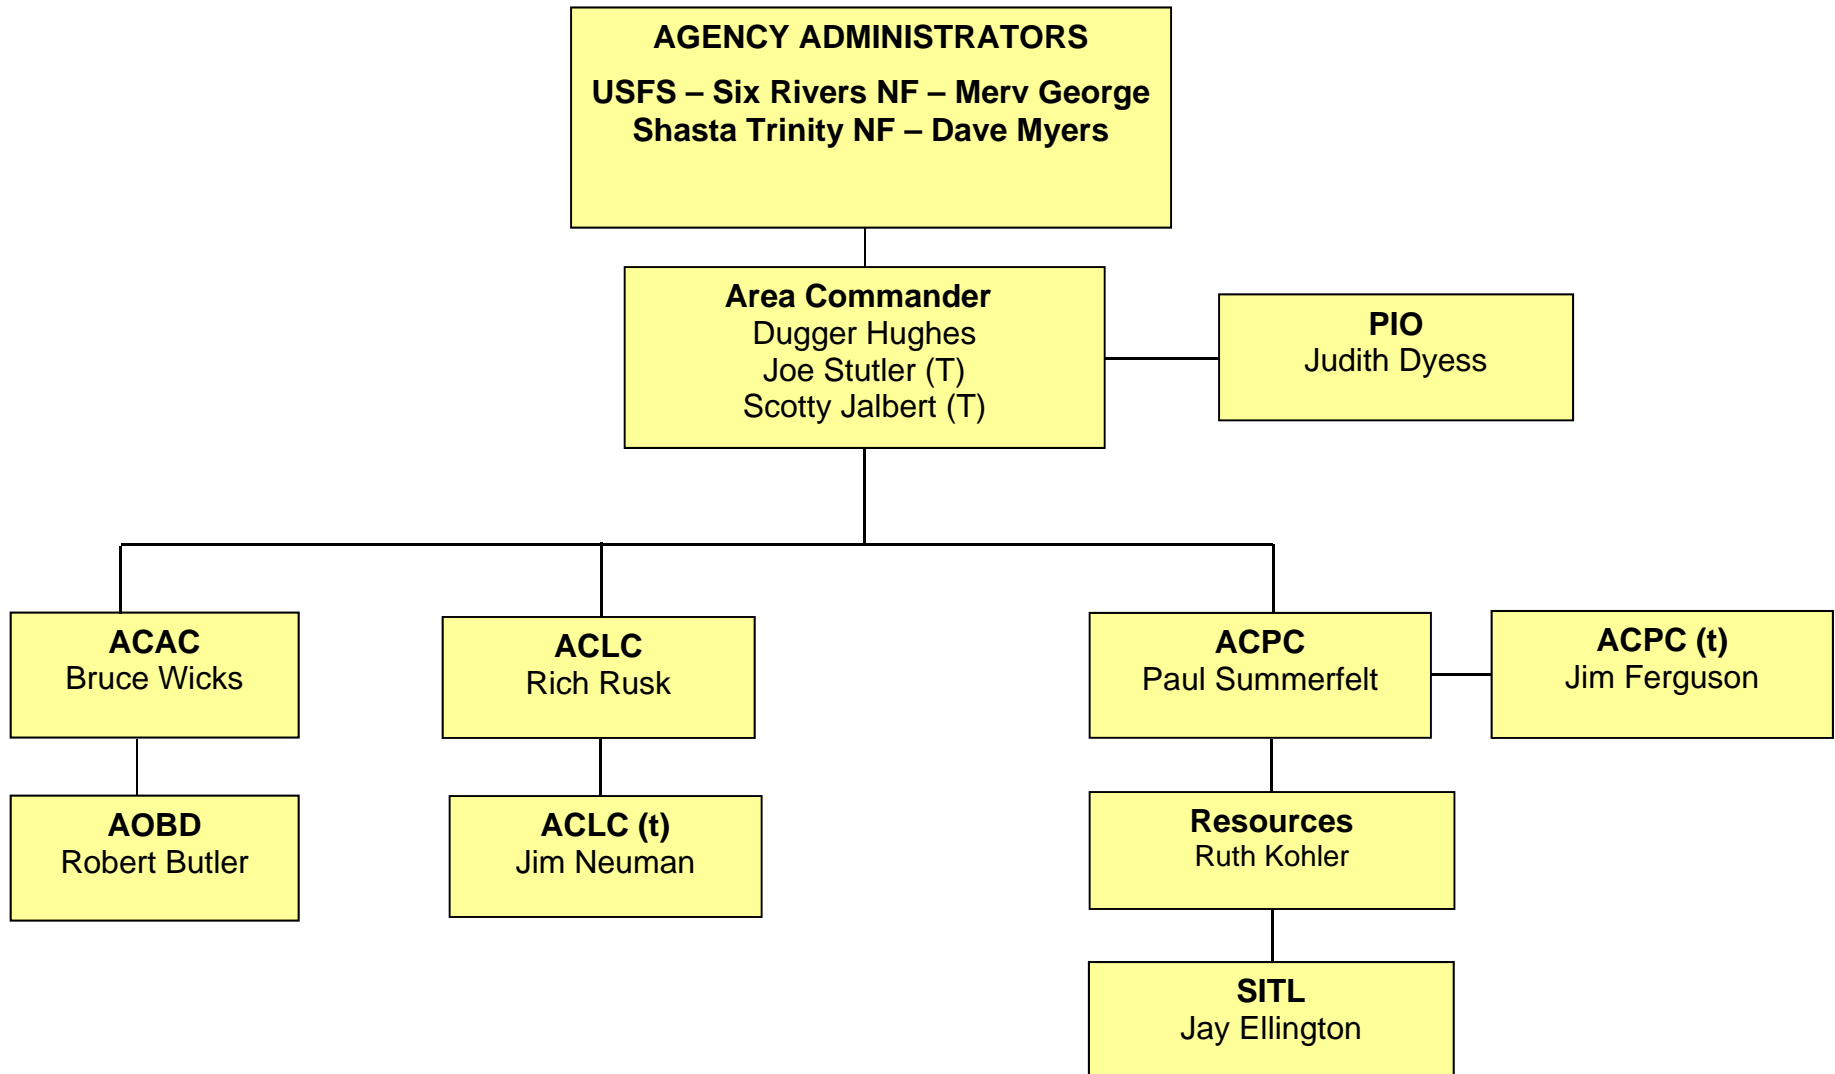 AGENCY ADMINISTRATORS
USFS – Six Rivers NF – Merv George
Shasta Trinity NF – Dave Myers
Area Commander
Dugger Hughes
Joe Stutler (T)
Scotty Jalbert (T)
PIO
Judith Dyess
ACAC
Bruce Wicks
ACLC
Rich Rusk
ACPC
Paul Summerfelt
ACPC (t)
Jim Ferguson
AOBD
Robert Butler
ACLC (t)
Jim Neuman
Resources
Ruth Kohler
SITL
Jay Ellington